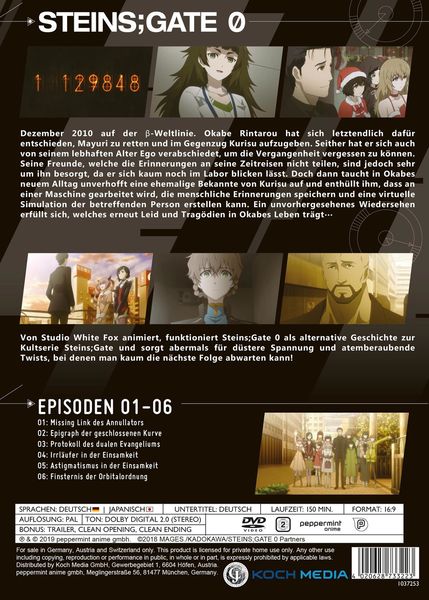 STEINS;GATE 0
1 129848
Dezember 2010 auf der β-Weltlinie. Okabe Rintarou hat sich letztendlich dafür
entschieden, Mayuri zu retten und im Gegenzug Kurisu aufzugeben. Seither hat er sich auch
von seinem lebhaften Alter Ego verabschiedet, um die Vergangenheit vergessen zu können.
Seine Freunde, welche die Erinnerungen an seine Zeitreisen nicht teilen, sind jedoch sehr
um ihn besorgt, da er sich kaum noch im Labor blicken lässt. Doch dann taucht in Okabes
neuem Alltag unverhofft eine ehemalige Bekannte von Kurisu auf und enthüllt ihm, dass an
einer Maschine gearbeitet wird, die menschliche Erinnerungen speichern und eine virtuelle
Simulation der betreffenden Person erstellen kann. Ein unvorhergesehenes Wiedersehen
erfüllt sich, welches erneut Leid und Tragödien in Okabes Leben trägt…
Von Studio White Fox animiert, funktioniert Steins;Gate 0 als alternative Geschichte zur
Kultserie Steins;Gate und sorgt abermals für düstere Spannung und atemberaubende
Twists, bei denen man kaum die nächste Folge abwarten kann!
EPISODEN 01-06
01: Missing Link des Annullators
02: Epigraph der geschlossenen Kurve
03: Protokoll des dualen Evangeliums
04: Irrläufer in der Einsamkeit
05: Astigmatismus in der Einsamkeit
06: Finsternis der Orbitalordnung
SPRACHEN: DEUTSCH | JAPANISCH UNTERTITEL: DEUTSCH LAUFZEIT: 150 MIN. FORMAT: 16:9
AUFLÖSUNG: PAL TON: DOLBY DIGITAL 2.0 (STEREO)
BONUS: TRAILER, CLEAN OPENING, CLEAN ENDING
DVD VIDEO 2 peppermint anime
℗ & © 2019 peppermint anime gmbh. ©2018 MAGES./KADOKAWA/STEINS;GATE 0 Partners
For sale in Germany, Austria and Switzerland only. This product is licensed for private home use only. Any other use
including copying, reproduction or performance in public, in whole or in part, is expressly prohibited by applicable laws.
Distributed by Koch Media GmbH, Gewerbegebiet 1, 6604 Höfen, Austria.
peppermint anime gmbh, Meglingerstraße 56, 81477 München, Germany.
KOCH MEDIA
4020628733223
1037253